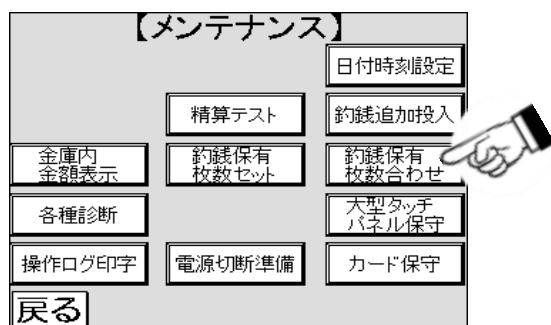 【メンテナンス】
日付時刻設定
精算テスト
釣銭追加投入
金庫内
金額表示
釣銭保有
枚数セット
釣銭保有
枚数合わせ
各種診断
大型タッチ
パネル保守
操作ログ印字
電源切断準備
カード保守
戻る